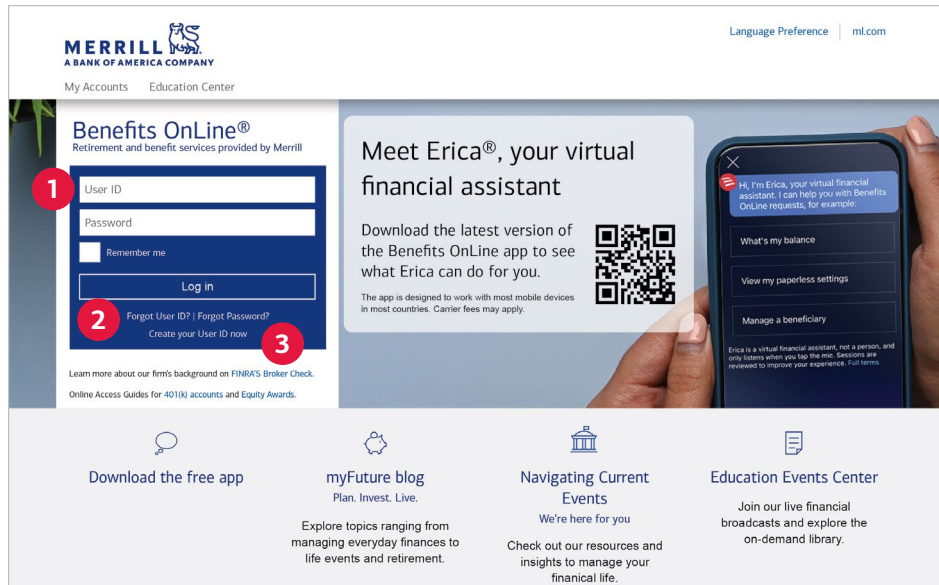 MERRILL
A BANK OF AMERICA COMPANY
Language Preference
ml.com
My Accounts
Education Center
Benefits OnLine®
Retirement and benefit services provided by Merrill
1
User ID
Password
Remember me
Log in
2
Forgot User ID? | Forgot Password?
Create your User ID now
3
Learn more about our firm's background on FINRA'S Broker Check.
Online Access Guides for 401(k) accounts and Equity Awards.
Meet Erica®, your virtual
financial assistant
Download the latest version of
the Benefits OnLine app to see
what Erica can do for you.
The app is designed to work with most mobile devices
in most countries. Carrier fees may apply.
Hi, I'm Erica, your virtual financial
assistant. I can help you with Benefits
OnLine requests, for example:
What's my balance
View my paperless settings
Manage a beneficiary
Erica is a virtual financial assistant, not a person, and
only listens when you tap the mic. Sessions are
reviewed to improve your experience. Full terms
Download the free app
myFuture blog
Plan. Invest. Live.
Explore topics ranging from
managing everyday finances to
life events and retirement.
Navigating Current
Events
We're here for you
Check out our resources and
insights to manage your
finanical life.
Education Events Center
Join our live financial
broadcasts and explore the
on-demand library.